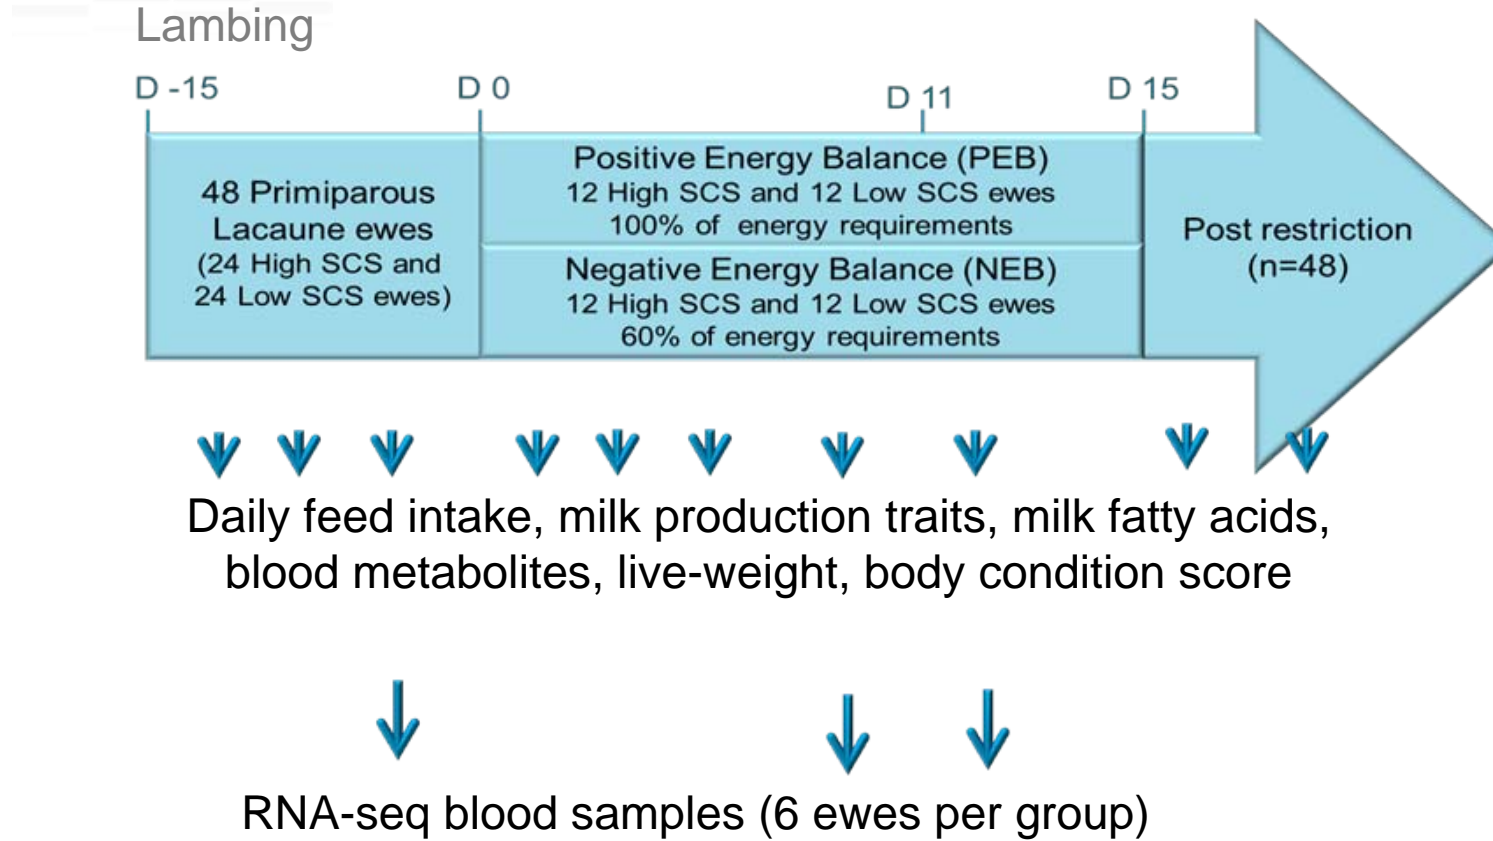 Lambing
D -15
D 0
D 11
D 15
48 Primiparous
Lacaune ewes
(24 High SCS and
24 Low SCS ewes)
Positive Energy Balance (PEB)
12 High SCS and 12 Low SCS ewes
100% of energy requirements
Negative Energy Balance (NEB)
12 High SCS and 12 Low SCS ewes
60% of energy requirements
Post restriction
(n=48)
Daily feed intake, milk production traits, milk fatty acids,
blood metabolites, live-weight, body condition score
RNA-seq blood samples (6 ewes per group)